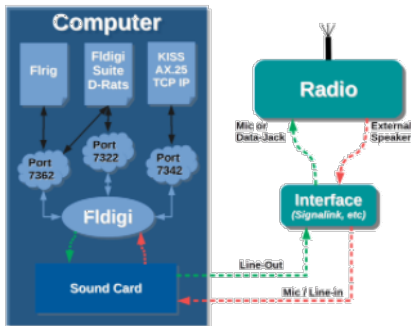 Computer
Flrig
Fldigi
Suite
D-Rats
KISS
AX.25
TCP IP
Port
7362
Port
7322
Port
7342
Fldigi
Sound Card
Radio
Mic or
Data-Jack
External
Speaker
Interface
(Signalink, etc)
Line-Out
Mic / Line-in